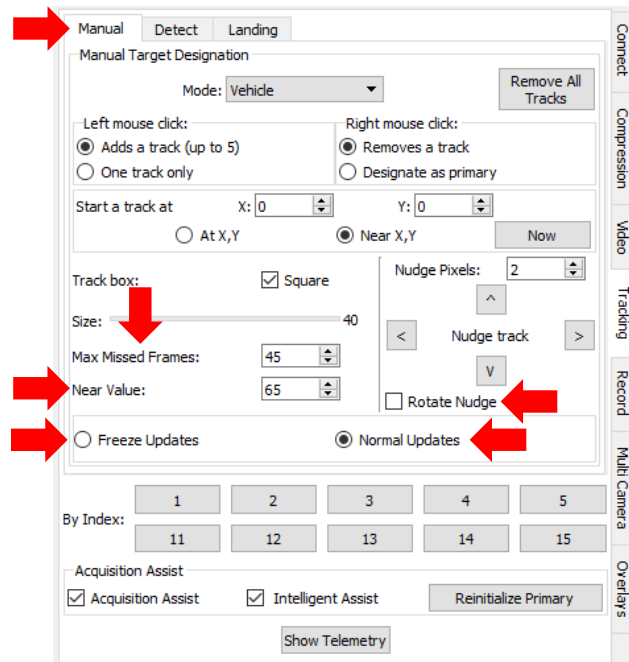 Manual Detect Landing
Manual Target Designation
Mode: Vehicle
Remove All
Tracks
Left mouse click:
Adds a track (up to 5)
One track only
Right mouse click:
Removes a track
Designate as primary
Start a track at X: 0 Y: 0
At X,Y Near X,Y Now
Track box: Square
Size: 40
Max Missed Frames: 45
Near Value: 65
Nudge Pixels: 2
^
< Nudge track >
V
Rotate Nudge
Freeze Updates Normal Updates
By Index:
1 2 3 4 5
11 12 13 14 15
Acquisition Assist
Acquisition Assist Intelligent Assist Reinitialize Primary
Show Telemetry
Connect
Compression
Video
Tracking
Record
Multi Camera
Overlays